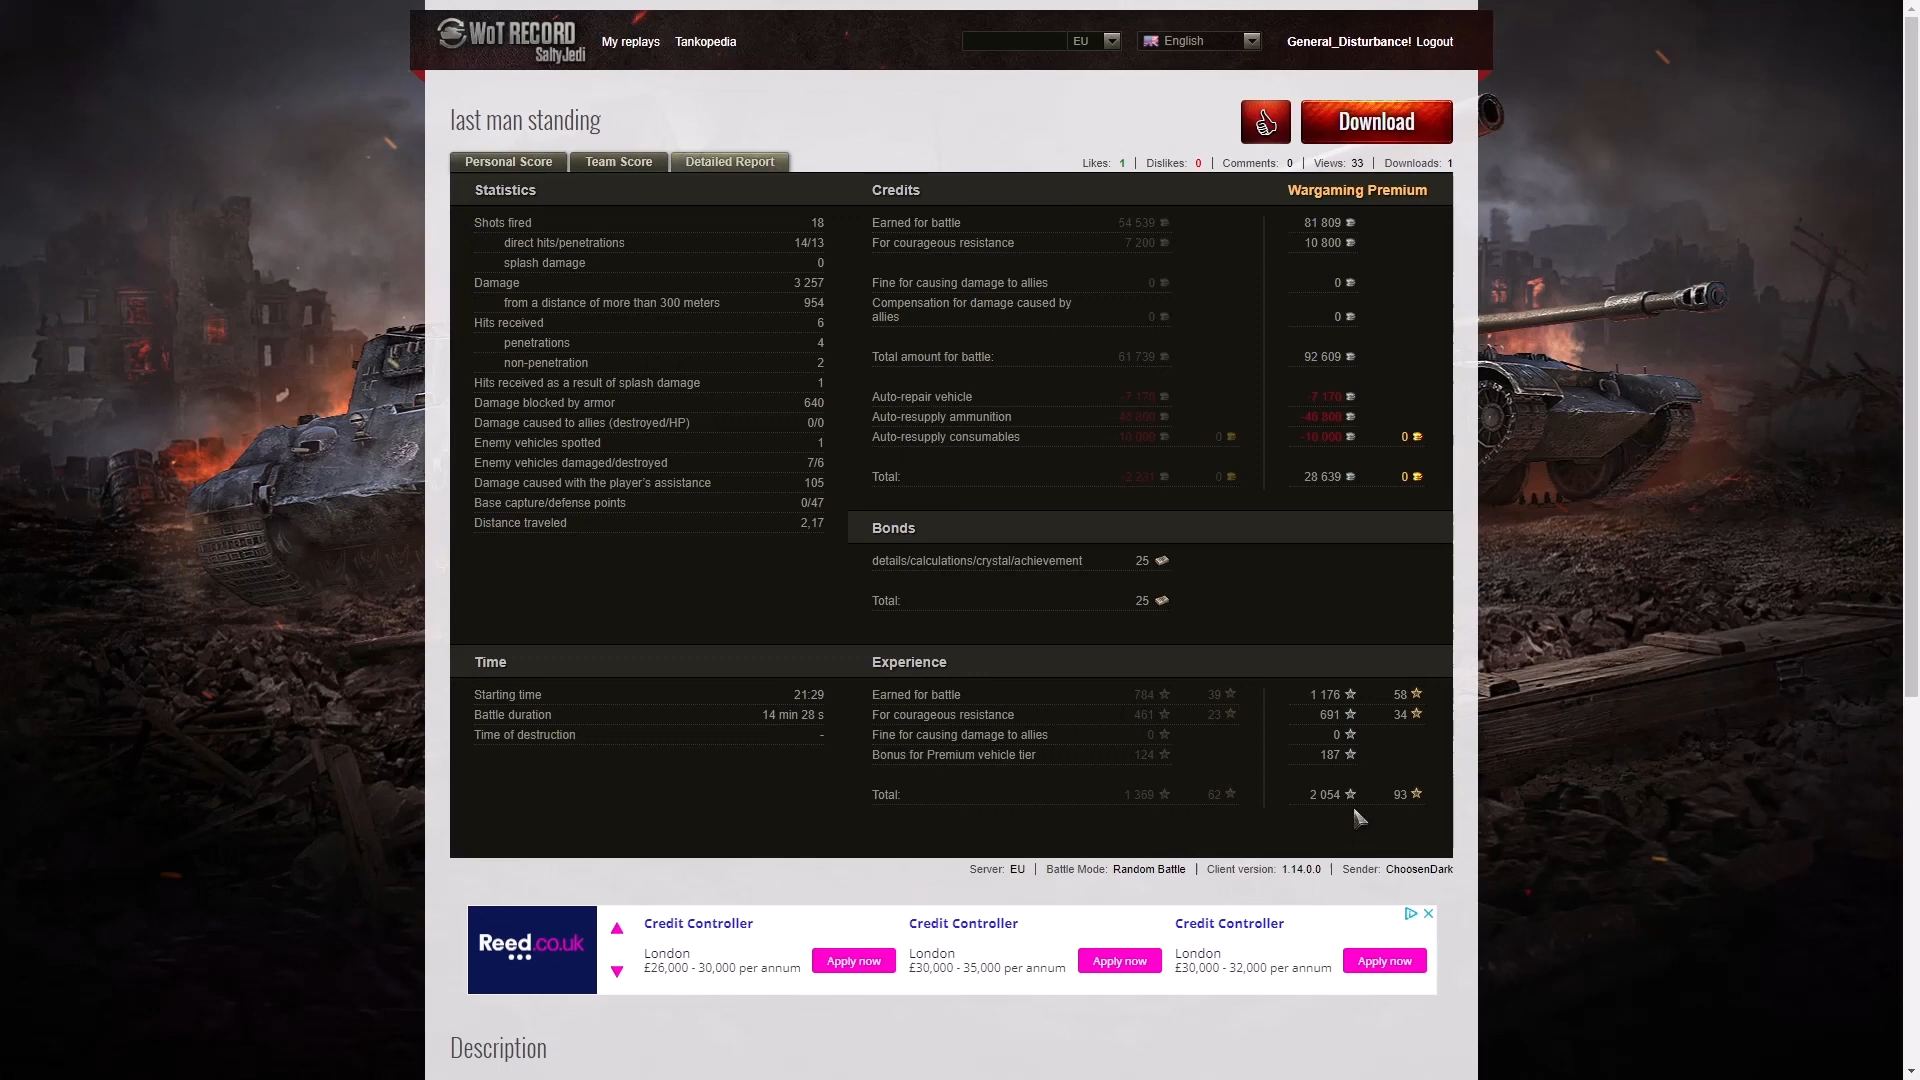 WoT RECORD
SaltyJedi
My replays
Tankopedia
EU
English
General_Disturbance! Logout
last man standing
Download
Personal Score
Team Score
Detailed Report
Likes: 1 | Dislikes: 0 | Comments: 0 | Views: 33 | Downloads: 1
Statistics
Shots fired 18
direct hits/penetrations 14/13
splash damage 0
Damage 3 257
from a distance of more than 300 meters 954
Hits received 6
penetrations 4
non-penetration 2
Hits received as a result of splash damage 1
Damage blocked by armor 640
Damage caused to allies (destroyed/HP) 0/0
Enemy vehicles spotted 1
Enemy vehicles damaged/destroyed 7/6
Damage caused with the player's assistance 105
Base capture/defense points 0/47
Distance traveled 2,17
Credits Wargaming Premium
Earned for battle 54 539 81 809
For courageous resistance 7 200 10 800
Fine for causing damage to allies 0 0
Compensation for damage caused by
allies 0 0
Total amount for battle: 61 739 92 609
Auto-repair vehicle -7 170 -7 170
Auto-resupply ammunition -46 800
Auto-resupply consumables 0 -10 000 0
Total: -2 231 0 28 639 0
Bonds
details/calculations/crystal/achievement 25
Total: 25
Time
Starting time 21:29
Battle duration 14 min 28 s
Time of destruction -
Experience
Earned for battle 784 39 1 176 58
For courageous resistance 461 23 691 34
Fine for causing damage to allies 0 0
Bonus for Premium vehicle tier 124 187
Total: 1 369 62 2 054 93
Server: EU | Battle Mode: Random Battle | Client version: 1.14.0.0 | Sender: ChoosenDark
Reed.co.uk
Credit Controller
London
£26,000 - 30,000 per annum
Apply now
Credit Controller
London
£30,000 - 35,000 per annum
Apply now
Credit Controller
London
£30,000 - 32,000 per annum
Apply now
Description